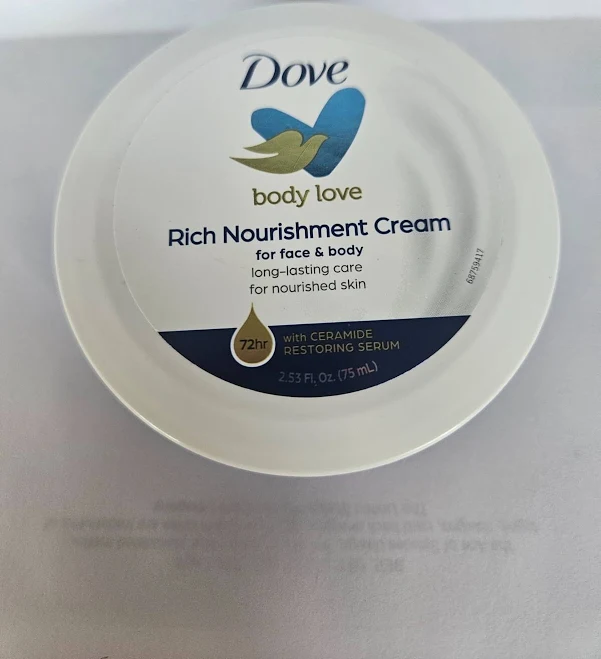 Dove
body love
Rich Nourishment Cream
for face & body
long-lasting care
for nourished skin
68759417
72hr
with CERAMIDE
RESTORING SERUM
2.53 Fl. Oz. (75 mL)